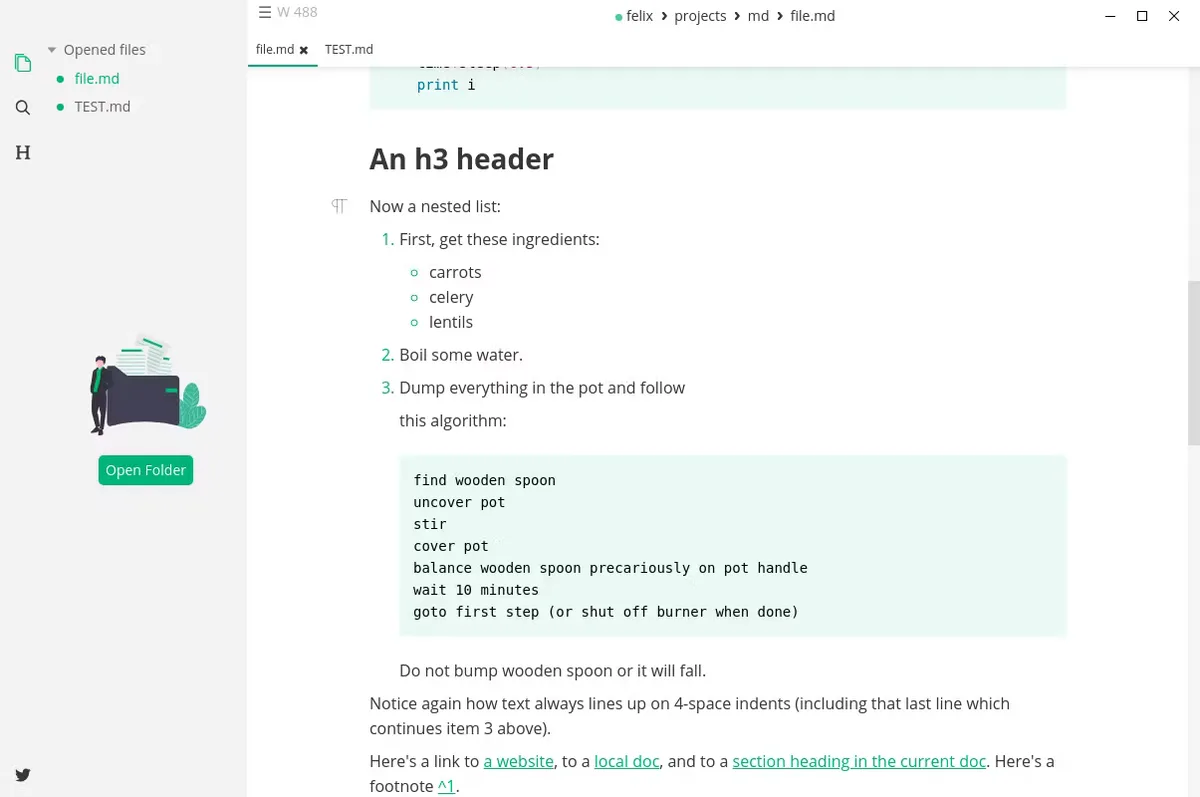 W 488
felix › projects › md › file.md
Opened files
file.md
TEST.md
H
Open Folder
file.md ×
TEST.md
print i
An h3 header
Now a nested list:
1. First, get these ingredients:
carrots
celery
lentils
2. Boil some water.
3. Dump everything in the pot and follow
this algorithm:
find wooden spoon
uncover pot
stir
cover pot
balance wooden spoon precariously on pot handle
wait 10 minutes
goto first step (or shut off burner when done)
Do not bump wooden spoon or it will fall.
Notice again how text always lines up on 4-space indents (including that last line which
continues item 3 above).
Here's a link to a website, to a local doc, and to a section heading in the current doc. Here's a
footnote ^1.